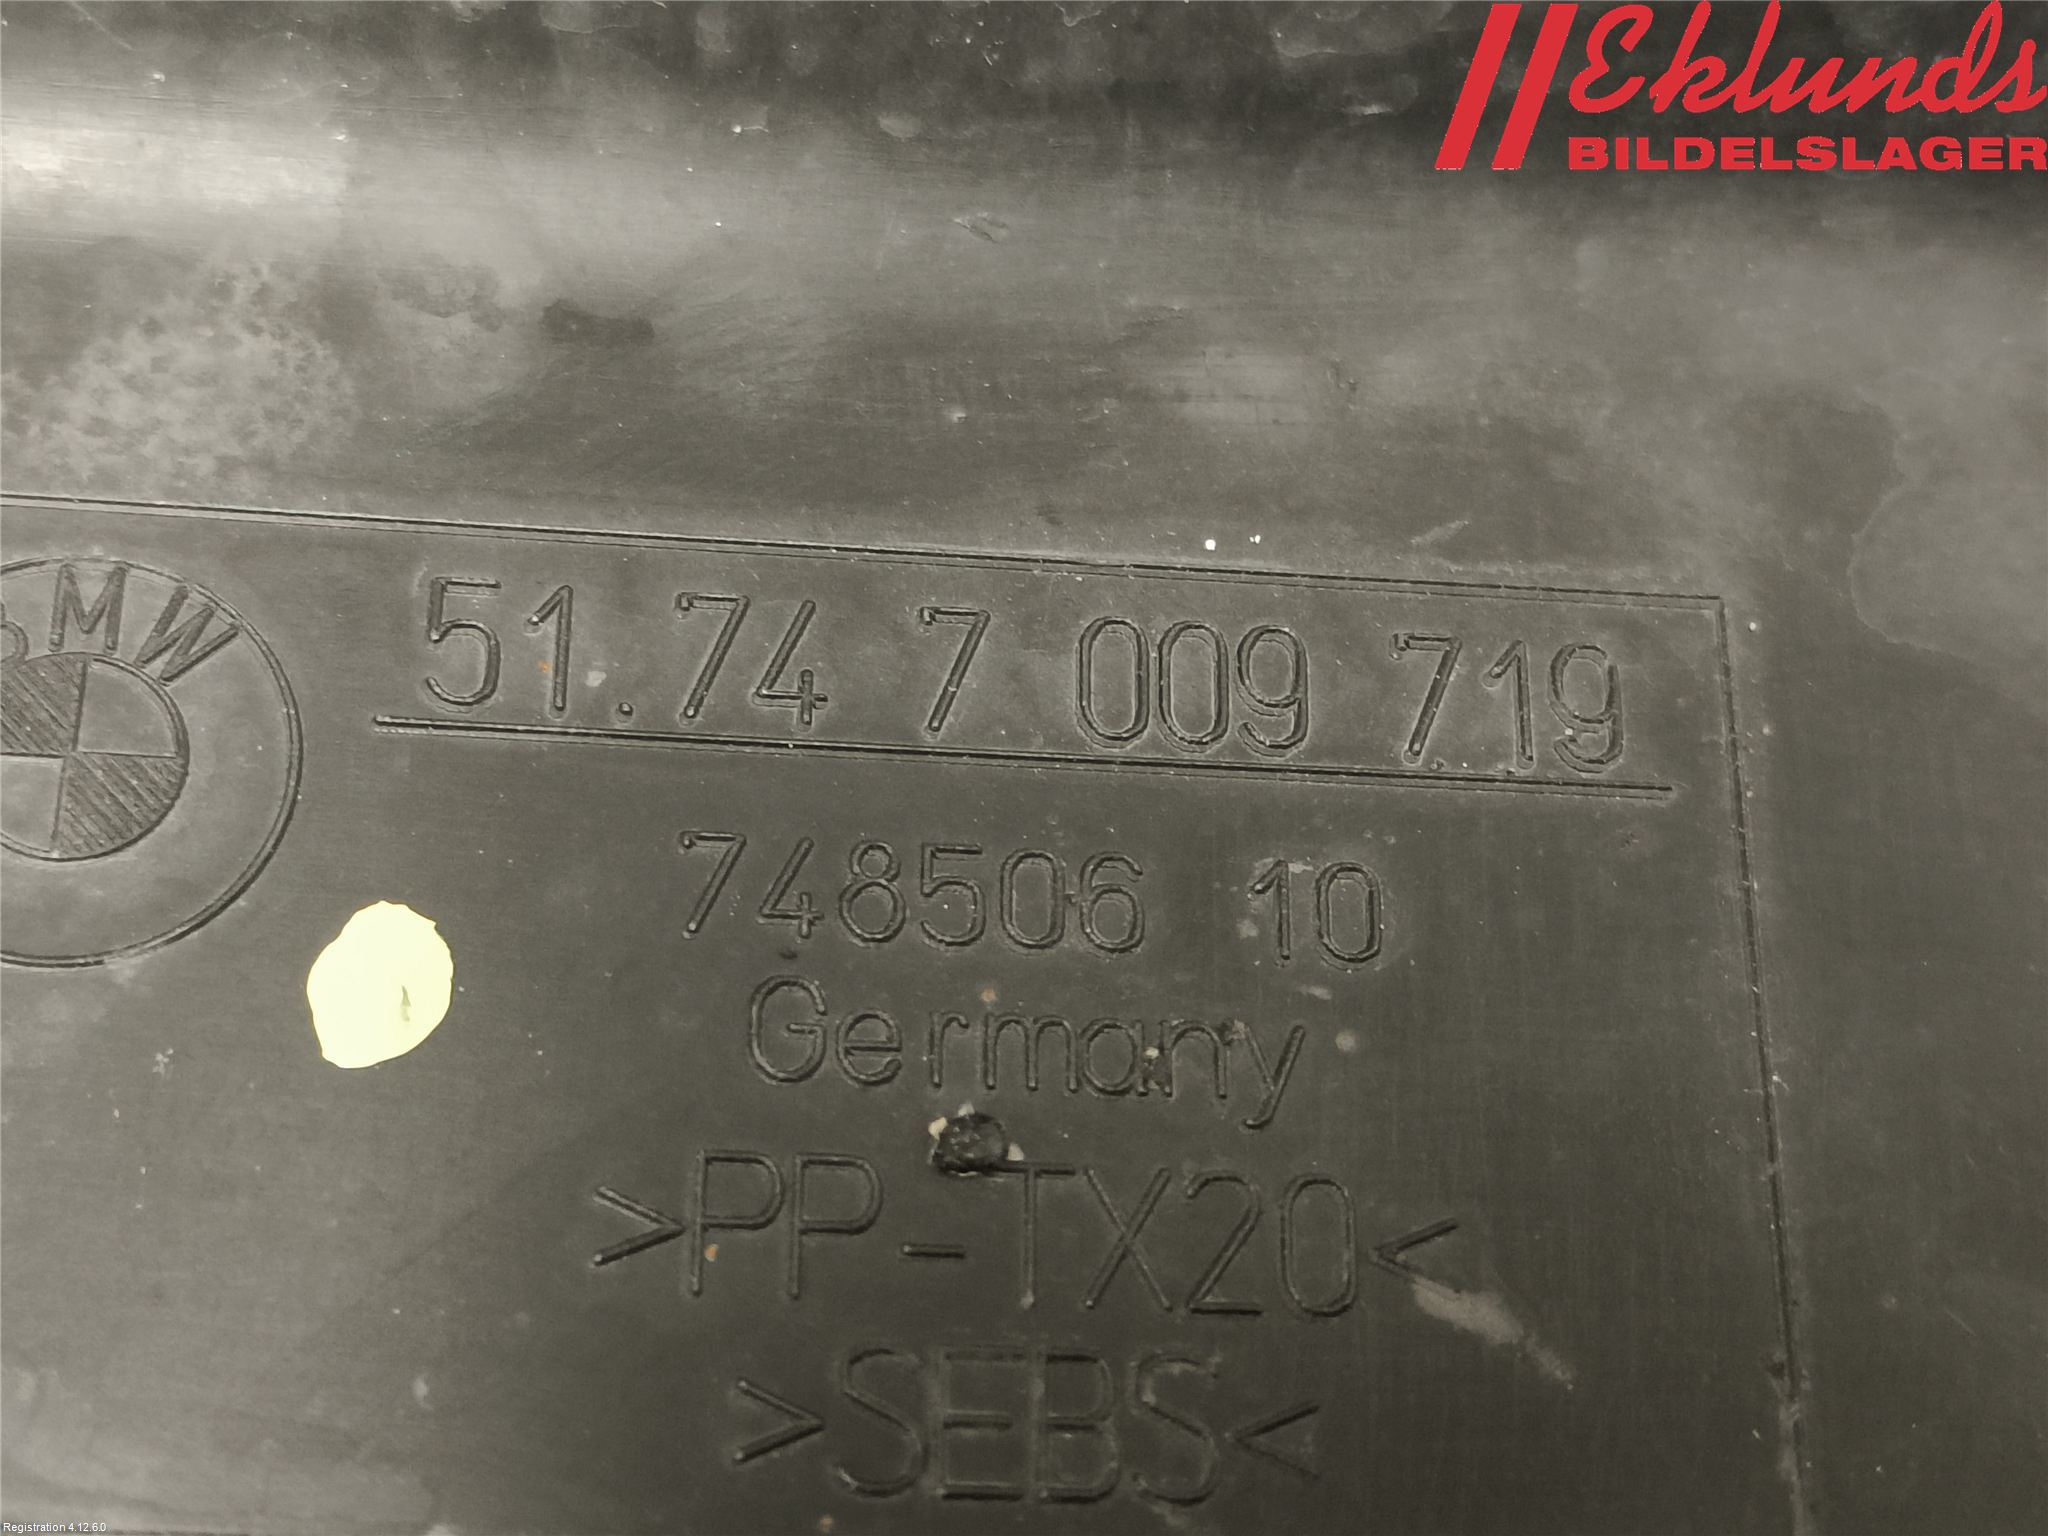 Eklunds
BILDELSLAGER
BMW
51.74 7 009 719
748506 10
Germany
>PP-TX20<
>SEBS<
Registration 4.12.6.0